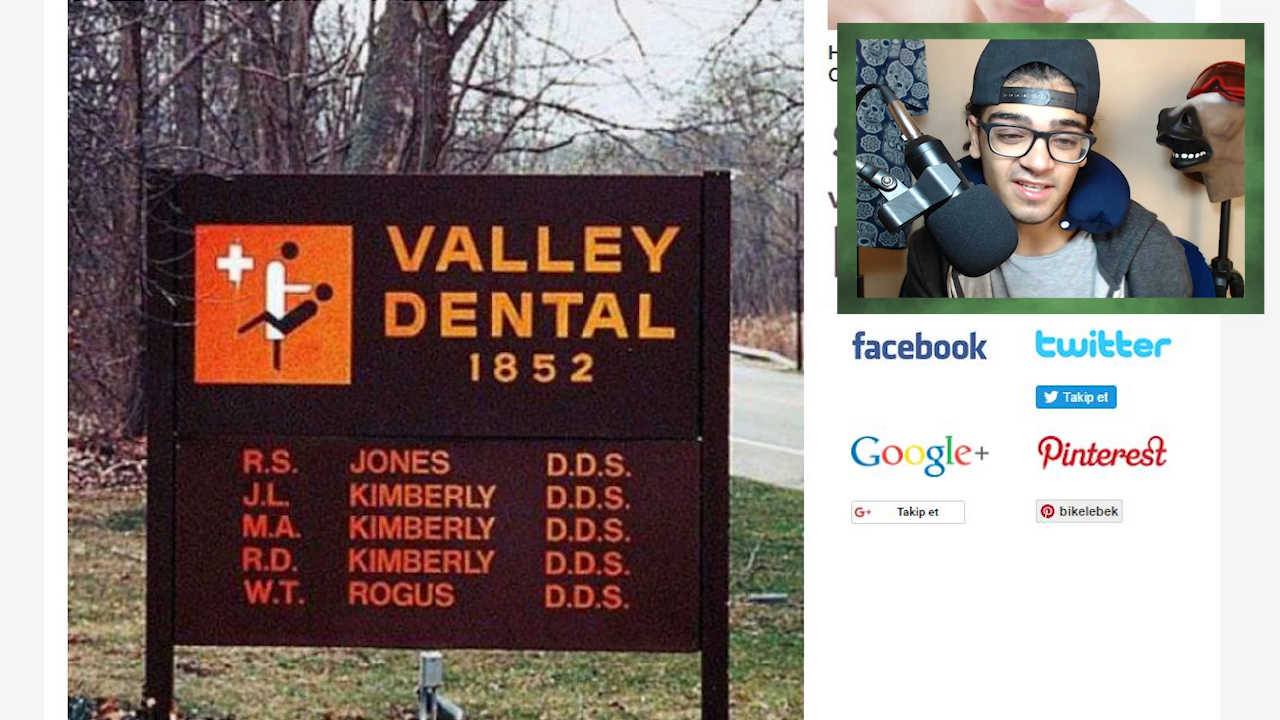 VALLEY
DENTAL
1852
R.S. JONES D.D.S.
J.L. KIMBERLY D.D.S.
M.A. KIMBERLY D.D.S.
R.D. KIMBERLY D.D.S.
W.T. ROGUS D.D.S.
facebook twitter
Takip et
Google+ Pinterest
G+ Takip et bikelebek